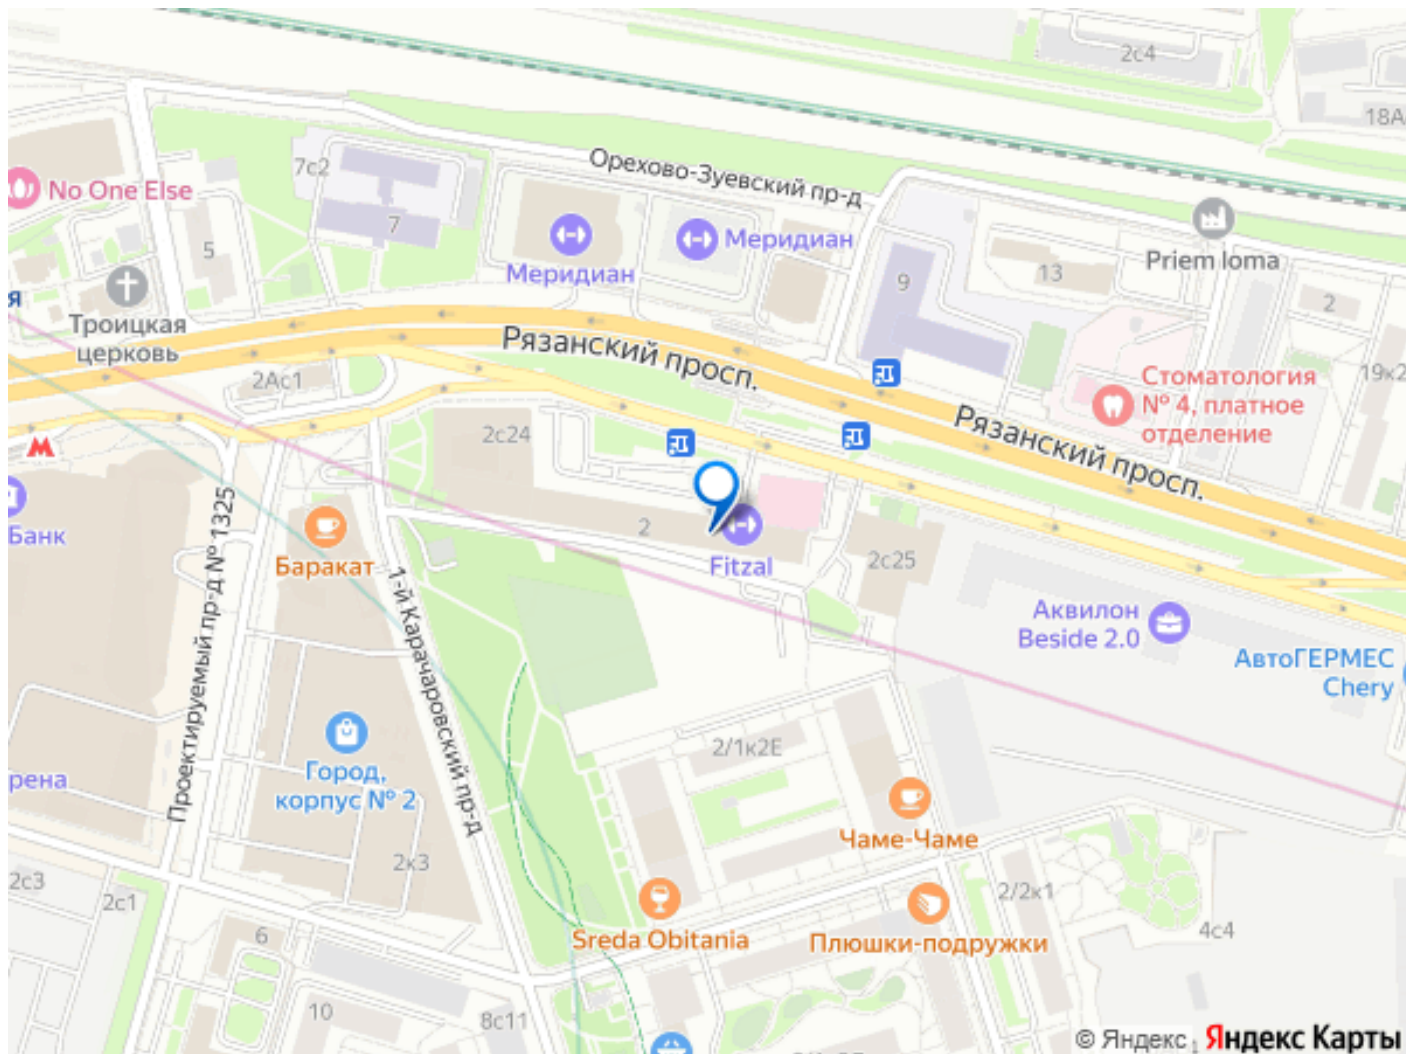 2с4
18А
7с2
Орехово-Зуевский пр-д
No One Else
7
5
Меридиан
Меридиан
9
13
Priem loma
2
я
Троицкая
церковь
Рязанский просп.
2Ас1
Стоматология
№ 4, платное
отделение
19к2
Рязанский просп.
2с24
М
Банк
Проектируемый пр-д № 1325
Баракат
2
Fitzal
2с25
1-й Карачаровский пр-д
Аквилон
Beside 2.0
АвтоГЕРМЕС
Chery
2/1к2Е
Город,
корпус № 2
рена
Чаме-Чаме
2к3
2с3
2с1
2/2к1
Sreda Obitania
Плюшки-подружки
4с4
6
10
8с11
© Яндекс
Яндекс Карты